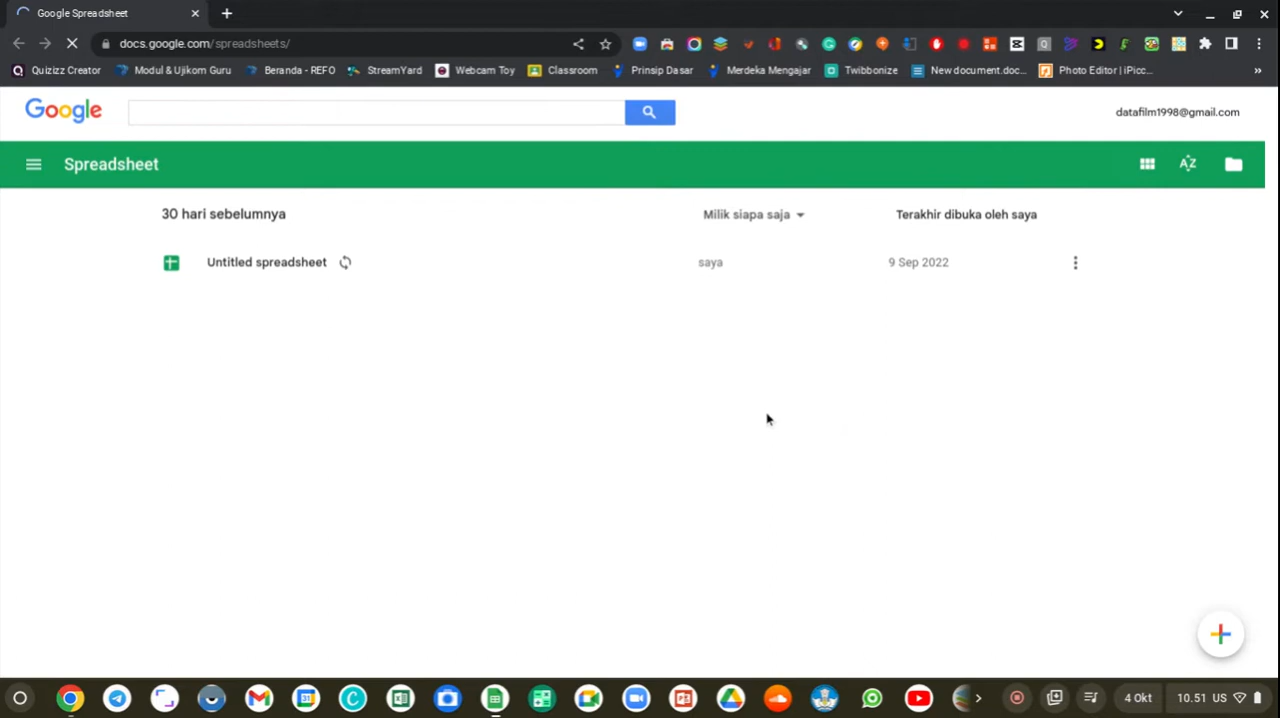 Google Spreadsheet
docs.google.com/spreadsheets/
Quizizz Creator Modul & Ujikom Guru Beranda - REFO StreamYard Webcam Toy Classroom Prinsip Dasar Merdeka Mengajar Twibbonize New document.doc... Photo Editor | iPicc... »
Google datafilm1998@gmail.com
Spreadsheet AZ
30 hari sebelumnya Milik siapa saja Terakhir dibuka oleh saya
Untitled spreadsheet saya 9 Sep 2022
4 Okt 10.51 US